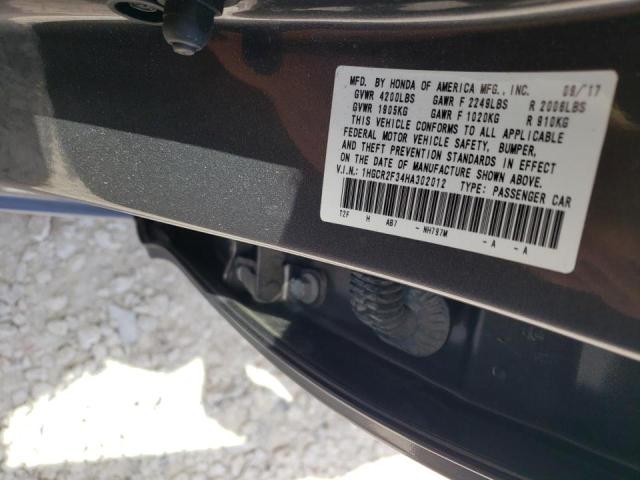 MFD. BY HONDA OF AMERICA MFG., INC. 09/'17
GVWR 4200LBS GAWR F 2249LBS R 2006LBS
GVWR 1905KG GAWR F 1020KG R 910KG
THIS VEHICLE CONFORMS TO ALL APPLICABLE
FEDERAL MOTOR VEHICLE SAFETY, BUMPER,
AND THEFT PREVENTION STANDARDS IN EFFECT
ON THE DATE OF MANUFACTURE SHOWN ABOVE.
V.I.N.: 1HGCR2F34HA302012 TYPE: PASSENGER CAR
T2F H AB7 - NH797M - A - A